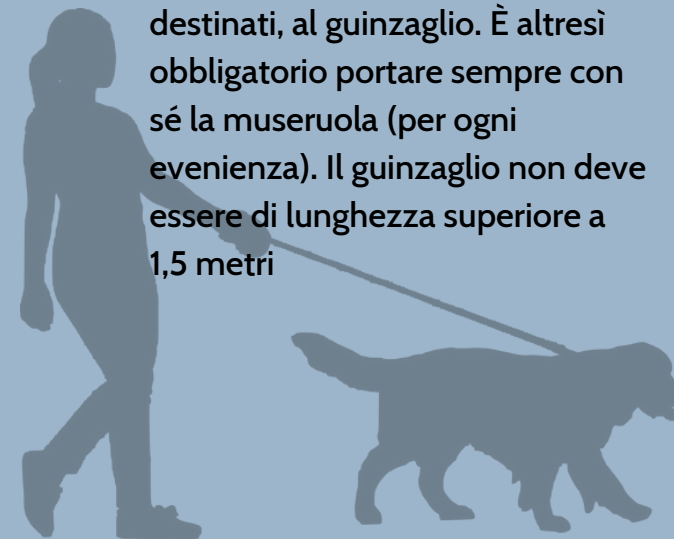 destinati, al guinzaglio. È altresì
obbligatorio portare sempre con
sé la museruola (per ogni
evenienza). Il guinzaglio non deve
essere di lunghezza superiore a
1,5 metri